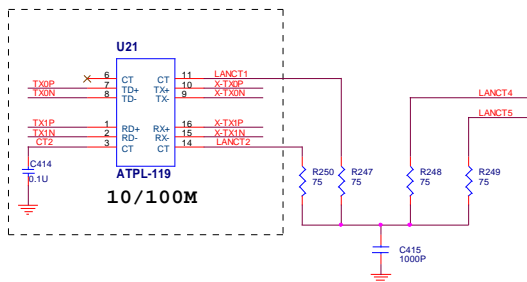 U21
6 CT CT 11 LANCT1
TX0P 7 TD+ TX+ 10 X-TX0P
TX0N 8 TD- TX- 9 X-TX0N
TX1P 1 RD+ RX+ 16 X-TX1P
TX1N 2 RD- RX- 15 X-TX1N
CT2 3 CT CT 14 LANCT2
ATPL-119
C414
0.1U
10/100M
LANCT4
LANCT5
R250
75
R247
75
R248
75
R249
75
C415
1000P